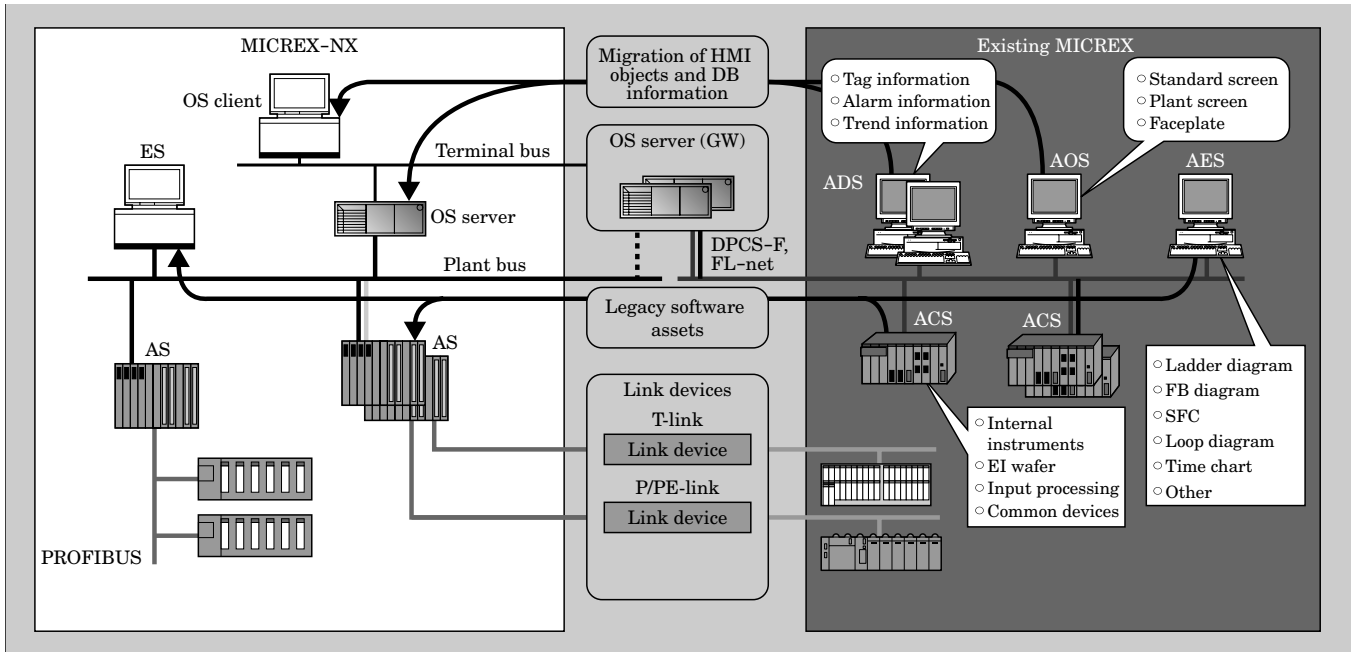 MICREX-NX
OS client
ES
Terminal bus
OS server
Plant bus
AS
AS
PROFIBUS
Migration of HMI
objects and DB
information
OS server (GW)
DPCS-F,
FL-net
Legacy software
assets
Link devices
T-link
Link device
P/PE-link
Link device
Existing MICREX
○ Tag information
○ Alarm information
○ Trend information
○ Standard screen
○ Plant screen
○ Faceplate
ADS
AOS
AES
ACS
ACS
○ Internal
instruments
○ EI wafer
○ Input processing
○ Common devices
○ Ladder diagram
○ FB diagram
○ SFC
○ Loop diagram
○ Time chart
○ Other